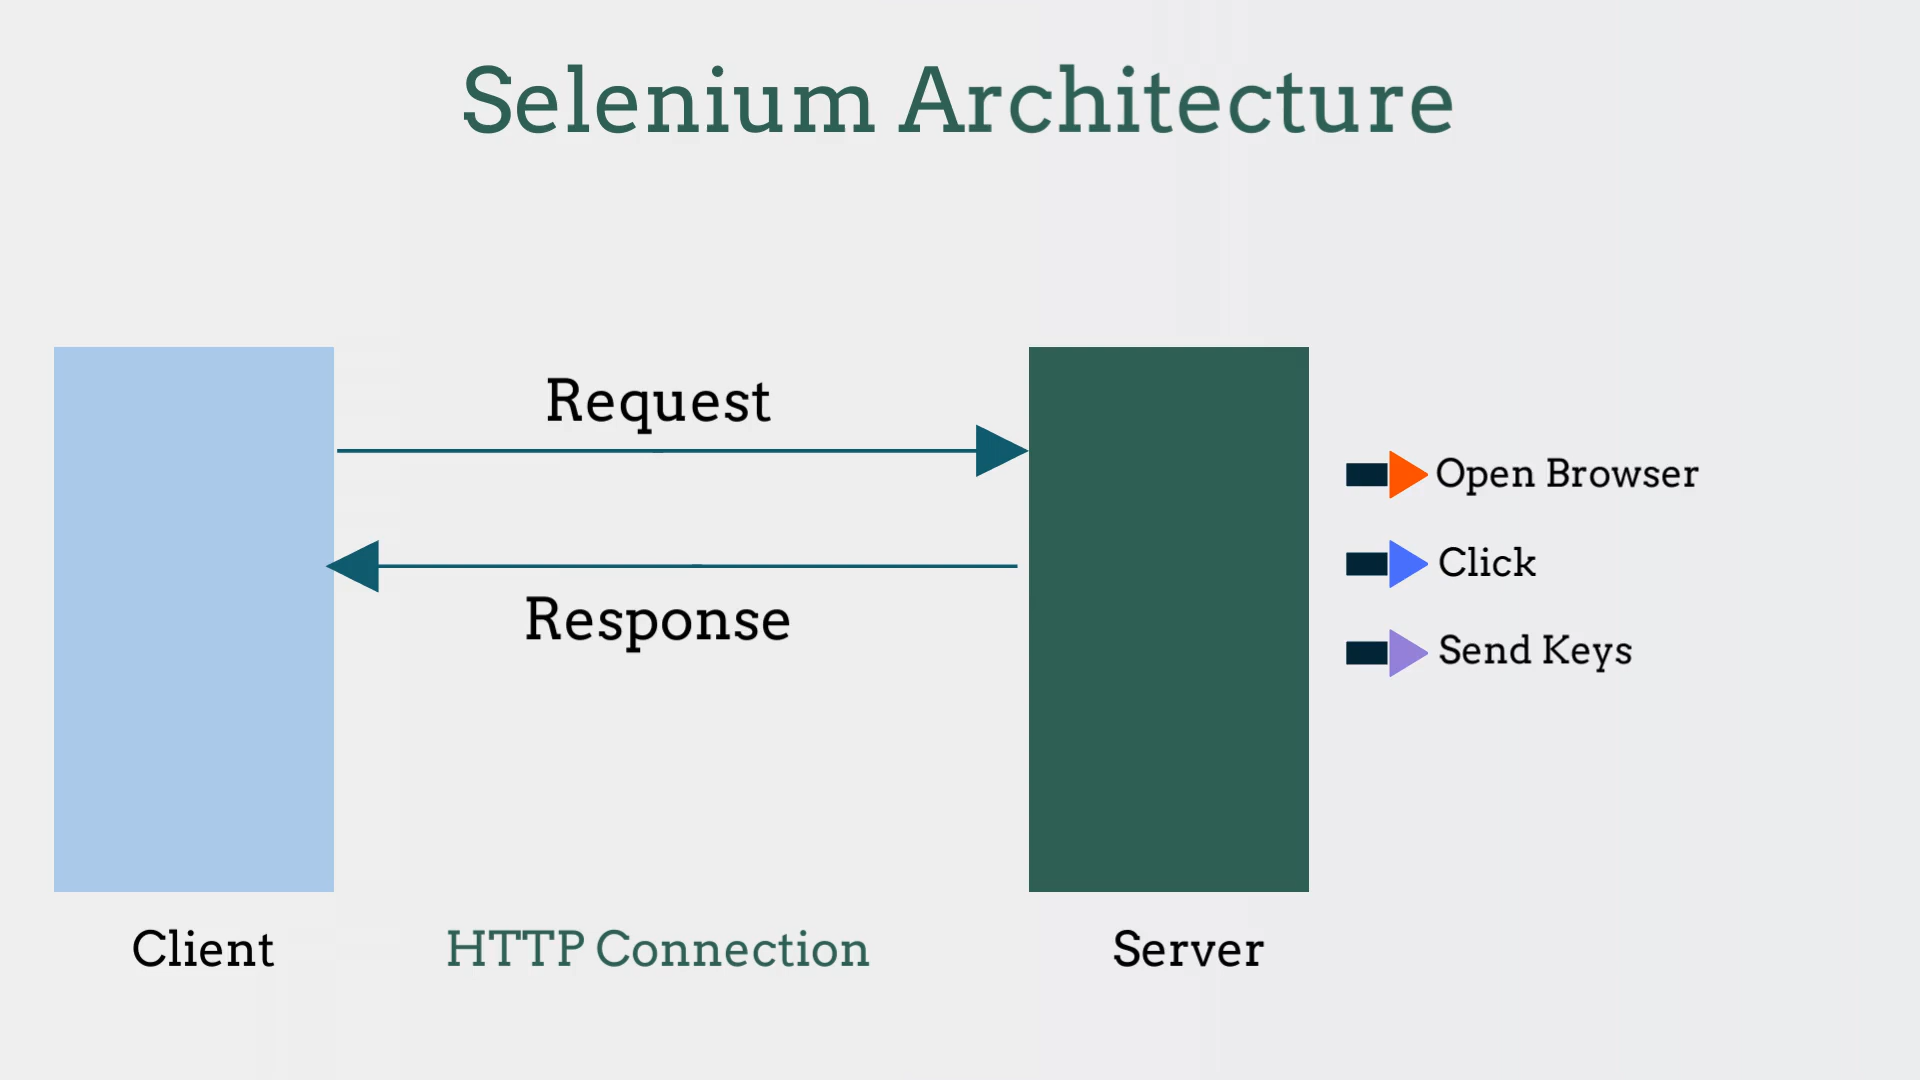 Selenium Architecture
Request
Response
Open Browser
Click
Send Keys
Client
HTTP Connection
Server